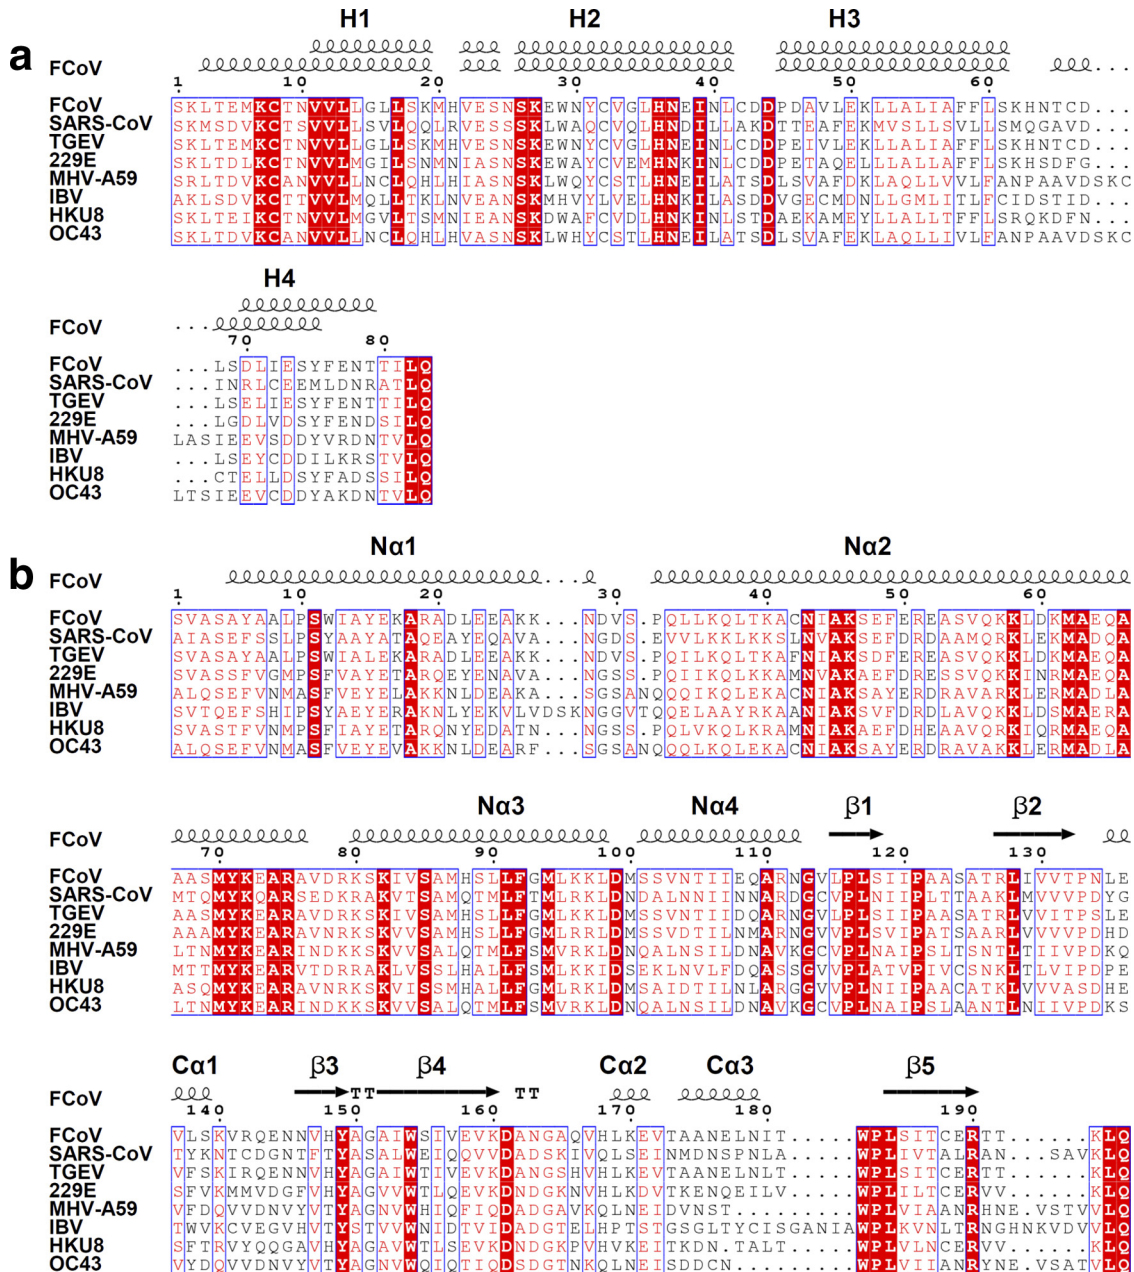 a
H1 H2 H3
FCoV ...
1 10 20 30 40 50 60
FCoV SKLTEMKCTNVVLLGLLSKMHVESNSKEWNYCVGLHNEINLCDDPDAVLEKLLALIAFFLSKHNTCD...
SARS-CoV SKMSDVKCTSVVLLSVLQQLRVESSSKLWAQCVQLHNDILLAKDTTEAFEKMVSLLSVLLSMQGAVD...
TGEV SKLTEMKCTNVVLLGLLSKMHVESNSKEWNYCVGLHNEINLCDDPEIVLEKLLALIAFFLSKHNTCD...
229E SKLTDLKCTNVVLMGILSNMNIASNSKEWAYCVEMHNKINLCDDPETAQELLLALLAFFLSKHSDFG...
MHV-A59 SRLTDVKCANVVLLNCLQHLHIASNSKLWQYCSTLHNEILATSDLSVAFDKLAQLLVVLFANPAAVDSKC
IBV AKLSDVKCTTVVLMQLLTKLNVEANSKMHVYLVELHNKILASDDVGECMDNLLGMLITLFCIDSTID...
HKU8 SKLTEIKCTNVVLMGVLTSMNIEANSKDWAFCVDLHNKINLSTDAEKAMEYLLALLTFFLSRQKDFN...
OC43 SKLTDVKCANVVLLNCLQHLHVASNSKLWHYCSTLHNEILATSDLSVAFEKLAQLLIVLFANPAAVDSKC
H4
FCoV ...
70 80
FCoV ...LSDLIESYFENTTILQ
SARS-CoV ...INRLCEEMLDNRATLQ
TGEV ...LSELIESYFENTTILQ
229E ...LGDLVDSYFENDSILQ
MHV-A59 LASIEEVSDDYVRDNTVLQ
IBV ...LSEYCDDILKRSTVLQ
HKU8 ...CTELLDSYFADSSILQ
OC43 LTSIEEVCDDYAKDNTVLQ
b
Nα1 Nα2
FCoV ...
1 10 20 30 40 50 60
FCoV SVASAYAALPSWIAYEKARADLEEAKK...NDVS.PQLLKQLTKACNIAKSEFEREASVQKKLDKMAEQA
SARS-CoV AIASEFSSLPSYAAYATAQEAYEQAVA...NGDS.EVVLKKLKKSLNVAKSEFDRDAAMQRKLEKMADQA
TGEV SVASAYAALPSWIALEKARADLEEAKK...NDVS.PQILKQLTKAFNIAKSDFEREASVQKKLDKMAEQA
229E SVASSFVGMPSFVAYETARQEYENAVA...NGSS.PQIIKQLKKAMNVAKAEFDRESSVQKKINRMAEQA
MHV-A59 ALQSEFVNMASFVEYELAKKNLDEAKA...SGSANQQQIKQLEKACNIAKSAYERDRAVARKLERMADLA
IBV SVTQEFSHIPSYAEYERAKNLYEKVLVDSKNGGVTQQELAAYRKAANIAKSVFDRDLAVQKKLDSMAERA
HKU8 SVASTFVNMPSFIAYETARQNYEDATN...NGSS.PQLVKQLKRAMNIAKAEFDHEAAVQRKIQRMAEQA
OC43 ALQSEFVNMASFVEYEVAKKNLDEARF...SGSANQQQLKQLEKACNIAKSAYERDRAVAKKLERMADLA
Nα3 Nα4 β1 β2
FCoV
70 80 90 100 110 120 130
FCoV AASMYKEARAVDRKSKIVSAMHSLLFGMLKKLDMSSVNTIIEQARNGVLPLSIIPAASATRLIVVTPNLE
SARS-CoV MTQMYKQARSEDKRAKVTSAMQTMLFTMLRKLDNDALNNIINNARDGCVPLNIIPLTTAAKLMVVVPDYG
TGEV AASMYKEARAVDRKSKVVSAMHSLLFGMLKKLDMSSVNTIIDQARNGVLPLSIIPAASATRLVVITPSLE
229E AAAMYKEARAVNRKSKVVSAMHSLLFGMLRRLDMSSVDTILNMARNGVVPLSVIPATSAARLVVVVPDHD
MHV-A59 LTNMYKEARINDKKSKVVSALQTMLFSMVRKLDNQALNSILDNAVKGCVPLNAIPSLTSNTLTIIVPDKQ
IBV MTTMYKEARVTDRRAKLVSSLHALLFSMLKKIDSEKLNVLFDQASSGVVPLATVPIVCSNKLTLVIPDPE
HKU8 ASQMYKEARAVNRKSKVISSMHALLFGMLRKLDMSAIDTILNLARGGVVPLSIIPAACATKLVVVASDHE
OC43 LTNMYKEARINDKKSKVVSALQTMLFSMVRKLDNQALNSILDNAVKGCVPLNAIPSLAANTLNIIVPDKS
Cα1 β3 β4 Cα2 Cα3 β5
FCoV TT TT
140 150 160 170 180 190
FCoV VLSKVRQENNVHYAGAIWSIVEVKDANGAQVHLKEVTAANELNIT......WPLSITCERTT......KLQ
SARS-CoV TYKNTCDGNTFTYASALWEIQQVVDADSKIVQLSEINMDNSPNLA......WPLIVTALRAN...SAVKLQ
TGEV VFSKIRQENNVHYAGAIWTIVEVKDANGSHVHLKEVTAANELNLT......WPLSITCERTT......KLQ
229E SFVKMMVDGFVHYAGVVWTLQEVKDNDGKNVHLKDVTKENQEILV......WPLILTCERVV......KLQ
MHV-A59 VFDQVVDNVYVTYAGNVWHIQFIQDADGAVKQLNEIDVNST..........WPLVIAANRHNE.VSTVVLQ
IBV TWVKCVEGVHVTYSTVVWNIDTVIDADGTELHPTSTGSGLTYCISGANIAWPLKVNLTRNGHNKVDVVLQ
HKU8 SFTRVYQQGAVHYAGAVWTLSEVKDNDGKPVHVKEITKDN.TALT......WPLVLNCERVV......KLQ
OC43 VYDQVVDNVYVTYAGNVWQIQTIQDSDGTNKQLNEISDDCN..........WPLVIIANRYNE.VSATVLQ